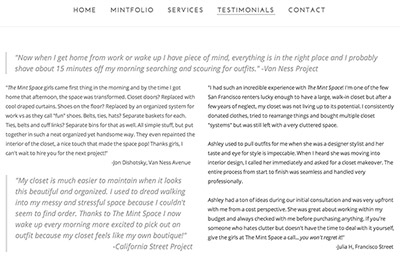 HOME MINTFOLIO SERVICES TESTIMONIALS CONTACT
"Now when I get home from work or wake up I have piece of mind, everything is in the right place and I probably
shave about 15 minutes off my morning searching and scouring for outfits." -Van Ness Project
"The Mint Space girls came first thing in the morning and by the time I get
home that afternoon, the space was transformed. Closet doors? Replaced with
cool draped curtains. Shoes on the floor? Replaced by an organized system for
work vs as they call "fun" shoes. Belts, ties, hats? Separate baskets for each.
Ties, belts and cuff links? Separate bins for that as well. All simple stuff, but put
together in such a neat organized yet handsome way. They even repainted the
interior of the closet, a nice touch that made the space pop! Thanks girls, I
can't wait to hire you for the next project!"
-Jon Dishotsky, Van Ness Avenue
"My closet is much easier to maintain when it looks
this beautiful and organized. I used to dread walking
into my messy and stressful space because I couldn't
seem to find order. Thanks to The Mint Space I now
wake up every morning more excited to pick out an
outfit because my closet feels like my own boutique!"
-California Street Project
"I had such an incredible experience with The Mint Space! I'm one of the few
San Francisco renters lucky enough to have a large, walk-in closet but after a
few years of neglect, my closet was not living up to its potential. I consistently
donated clothes, tried to rearrange things and bought multiple closet
"systems" but was still left with a very cluttered space.
Ashley used to pull outfits for me when she was a designer stylist and her
taste and eye for style is impeccable. When I heard she was moving into
interior design, I called her immediately and asked for a closet makeover. The
entire process from start to finish was seamless and handled very
professionally.
Ashley had a ton of ideas during our initial consultation and was very upfront
with me from a cost perspective. She was great about working within my
budget and always checked with me before purchasing anything. If you're
someone who hates clutter but doesn't have the time to deal with it yourself,
give the girls at The Mint Space a call...you won't regret it!"
-Julia H, Francisco Street